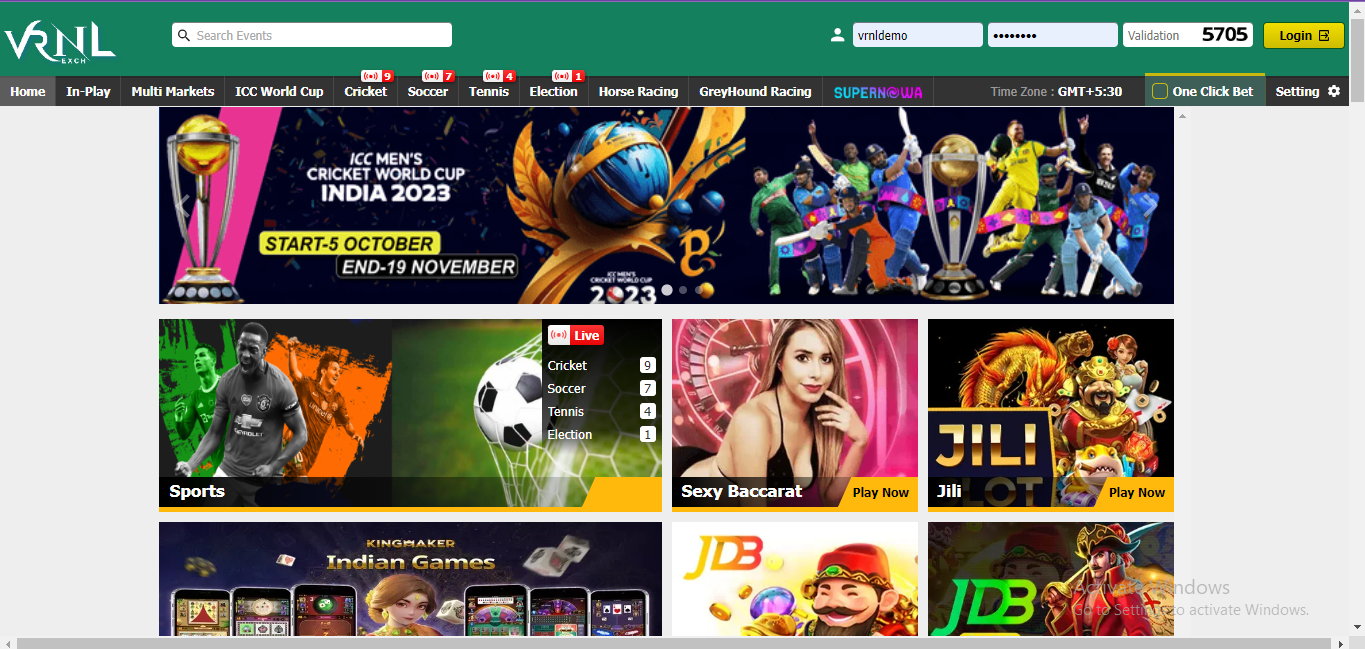 VRNL
EXCH
Search Events
vrnldemo
••••••••
Validation 5705
Login
Home
In-Play
Multi Markets
ICC World Cup
9
Cricket
7
Soccer
4
Tennis
1
Election
Horse Racing
GreyHound Racing
SUPERNOWA
Time Zone : GMT+5:30
One Click Bet
Setting
ICC MEN'S
CRICKET WORLD CUP
INDIA 2023
START-5 OCTOBER
END-19 NOVEMBER
ICC MEN'S
CRICKET WORLD CUP
2023
Live
Cricket 9
Soccer 7
Tennis 4
Election 1
CHEVROLET
unicef
Sports
Sexy Baccarat
Play Now
JILI
SLOT
Jili
Play Now
KINGMAKER
Indian Games
JDB
JDB
Activate Windows
Go to Settings to activate Windows.